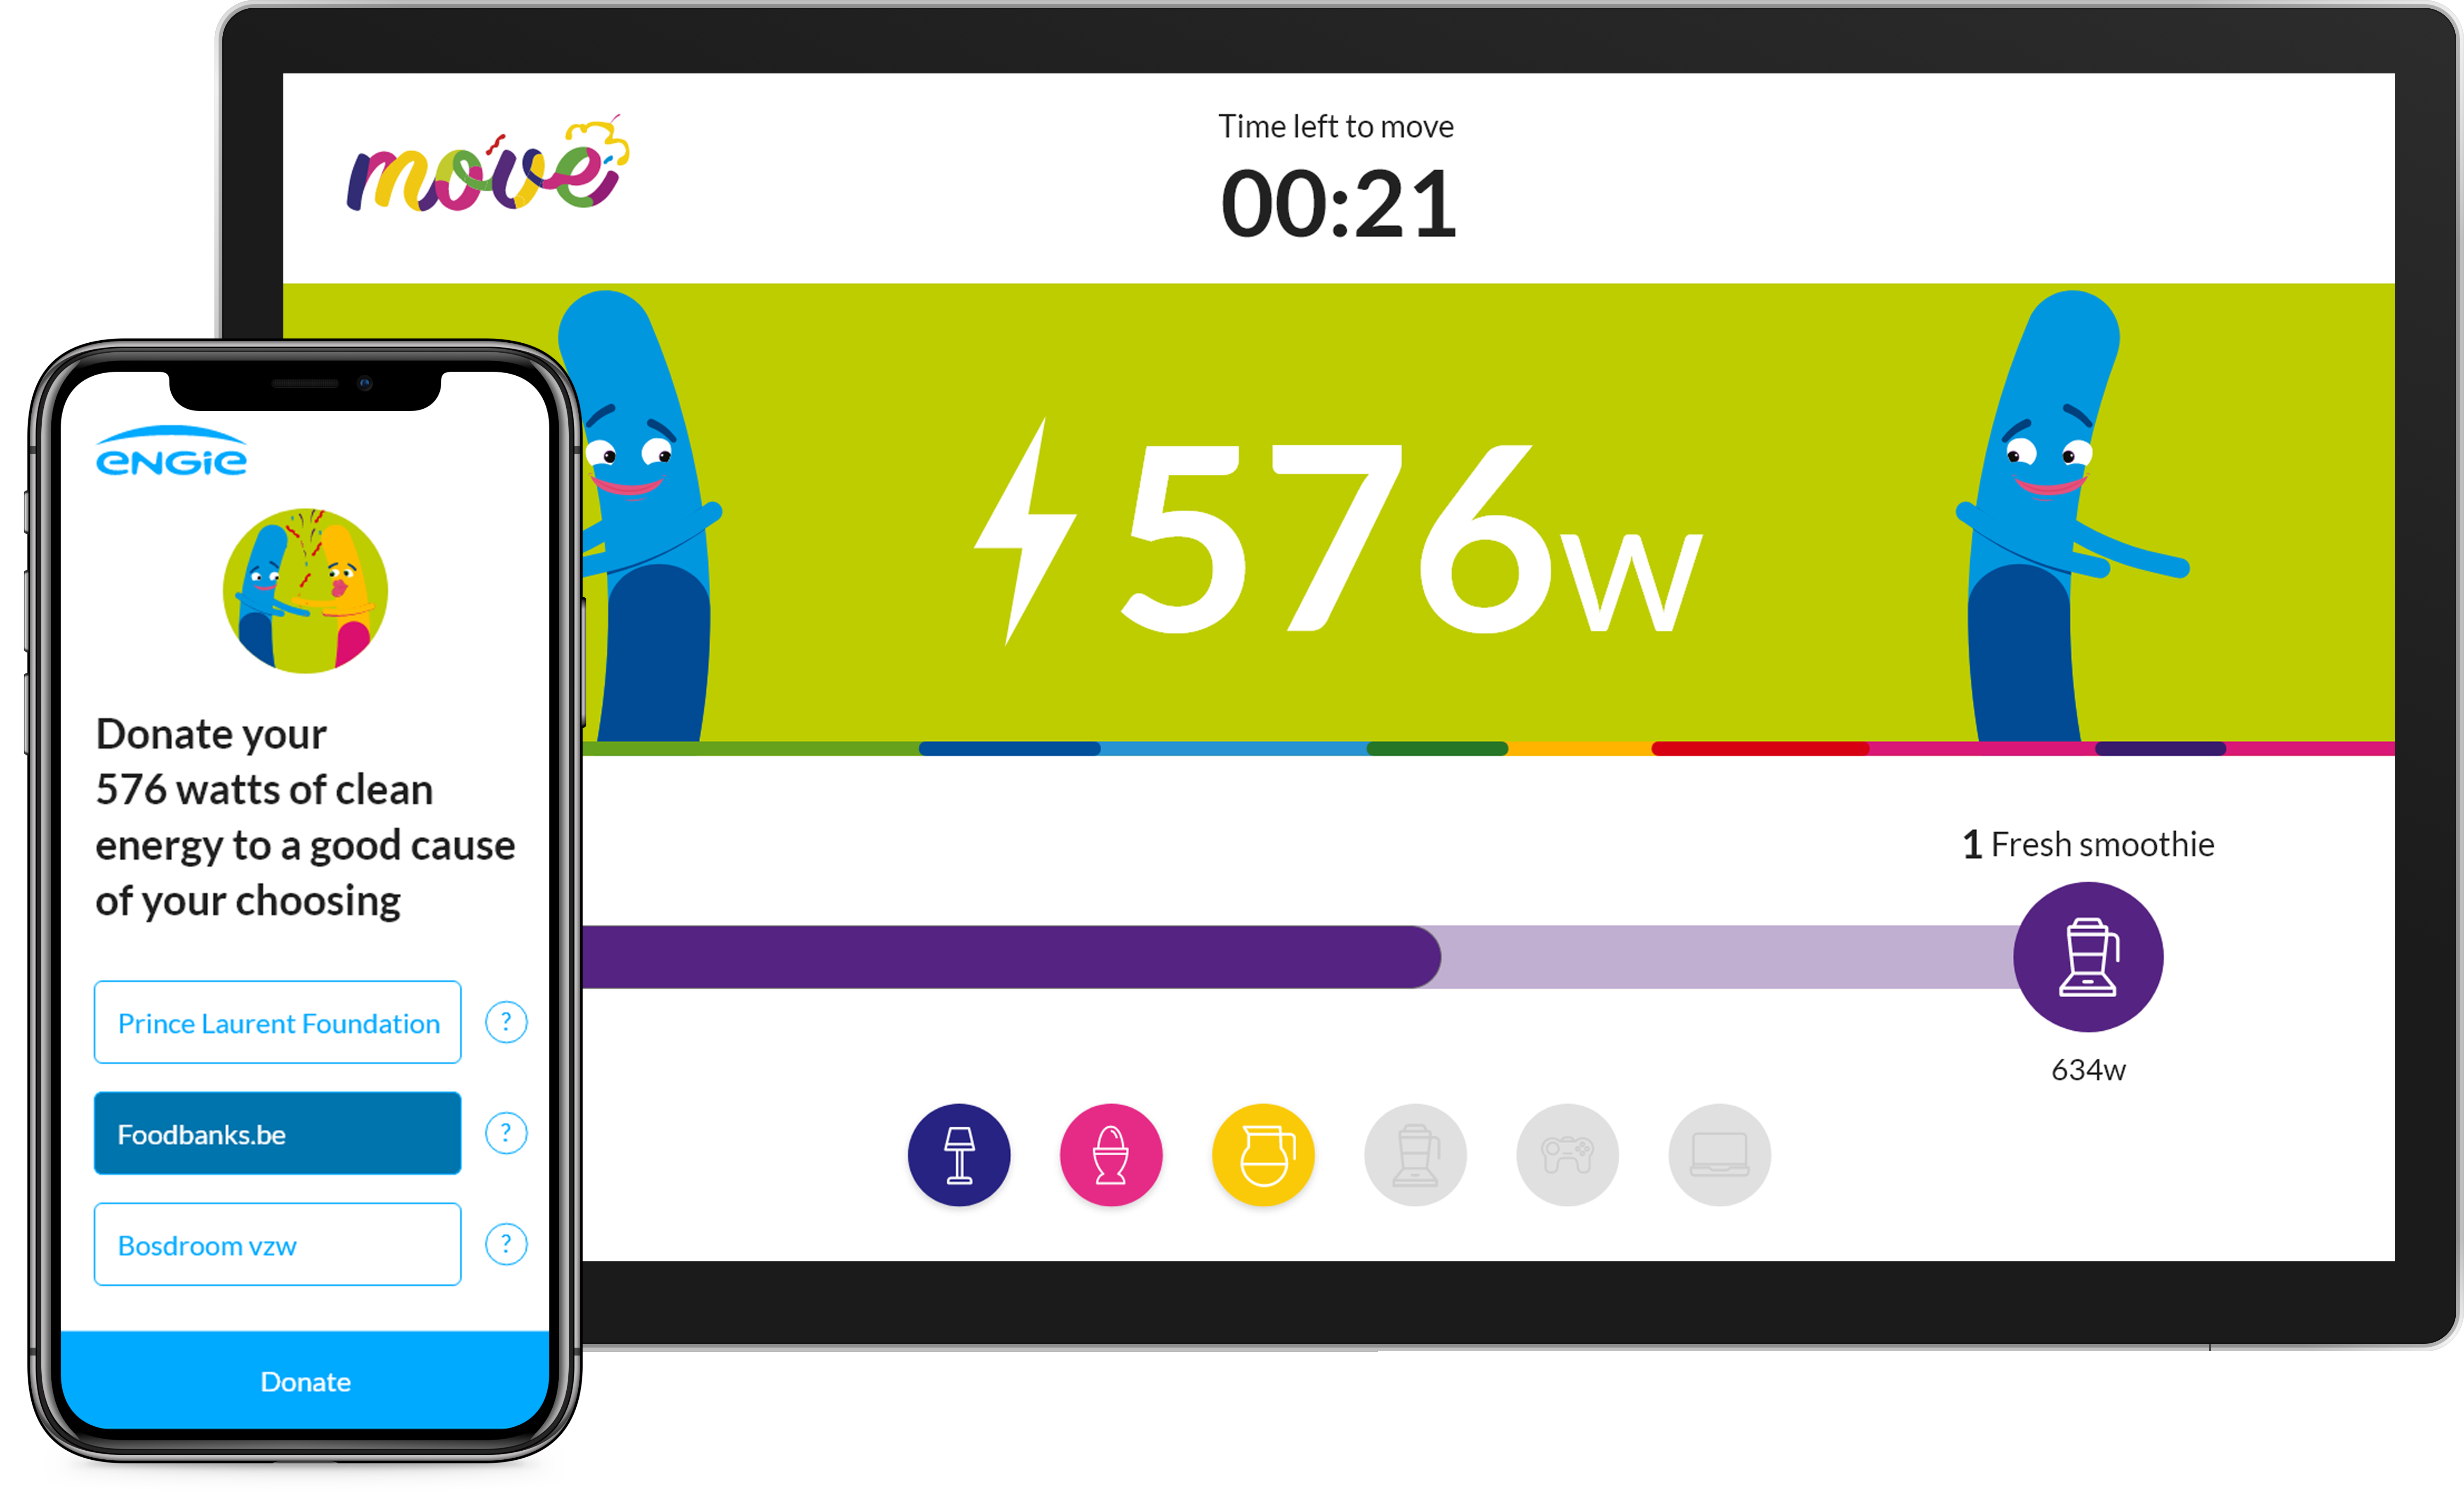 move
Time left to move
00:21
576w
1 Fresh smoothie
634w
ENGIE
Donate your
576 watts of clean
energy to a good cause
of your choosing
Prince Laurent Foundation
?
Foodbanks.be
?
Bosdroom vzw
?
Donate